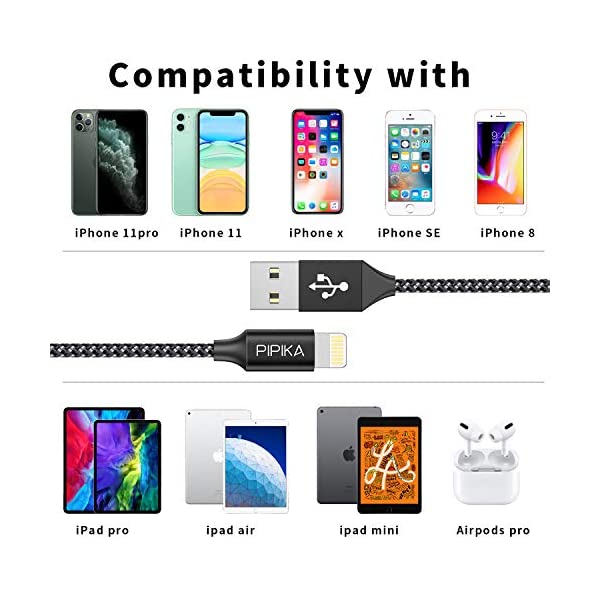 Compatibility with
iPhone 11pro
iPhone 11
iPhone x
iPhone SE
iPhone 8
PIPIKA
iPad pro
ipad air
ipad mini
Airpods pro